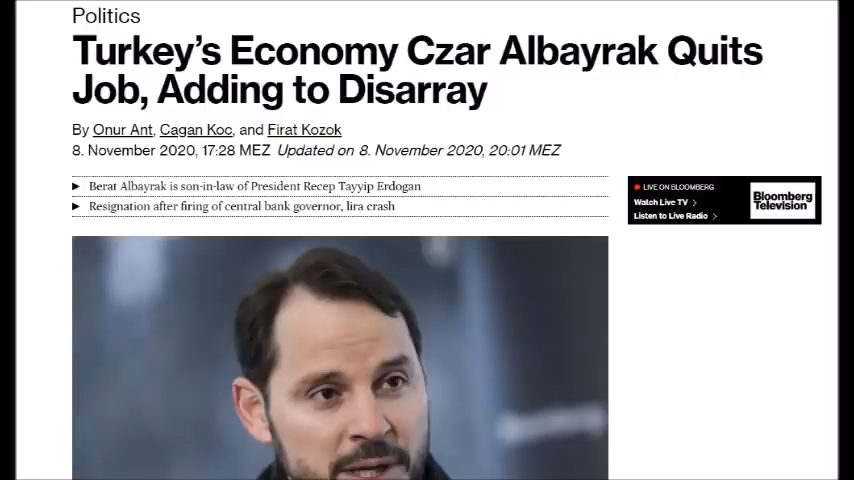 Politics
Turkey's Economy Czar Albayrak Quits
Job, Adding to Disarray
By Onur Ant, Cagan Koc, and Firat Kozok
8. November 2020, 17:28 MEZ Updated on 8. November 2020, 20:01 MEZ
▶ Berat Albayrak is son-in-law of President Recep Tayyip Erdogan
▶ Resignation after firing of central bank governor, lira crash
LIVE ON BLOOMBERG
Watch Live TV >
Listen to Live Radio >
Bloomberg
Television